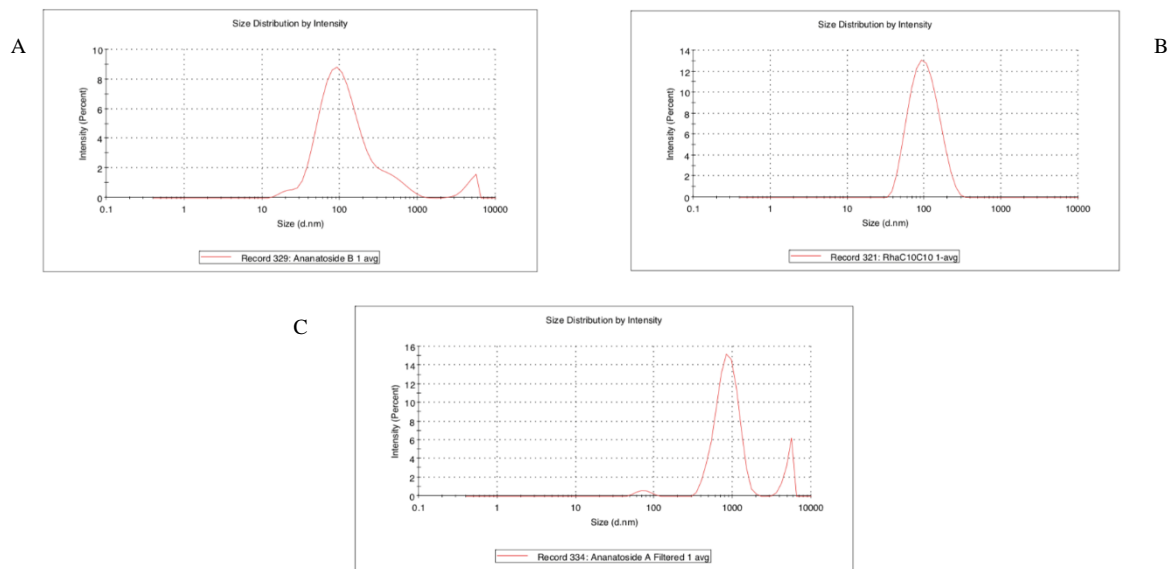 A
Size Distribution by Intensity
10
8
6
4
2
0
Intensity (Percent)
0.1 1 10 100 1000 10000
Size (d.nm)
Record 329: Ananatoside B 1 avg
B
Size Distribution by Intensity
14
12
10
8
6
4
2
0
Intensity (Percent)
0.1 1 10 100 1000 10000
Size (d.nm)
Record 321: RhaC10C10 1-avg
C
Size Distribution by Intensity
16
14
12
10
8
6
4
2
0
Intensity (Percent)
0.1 1 10 100 1000 10000
Size (d.nm)
Record 334: Ananatoside A Filtered 1 avg